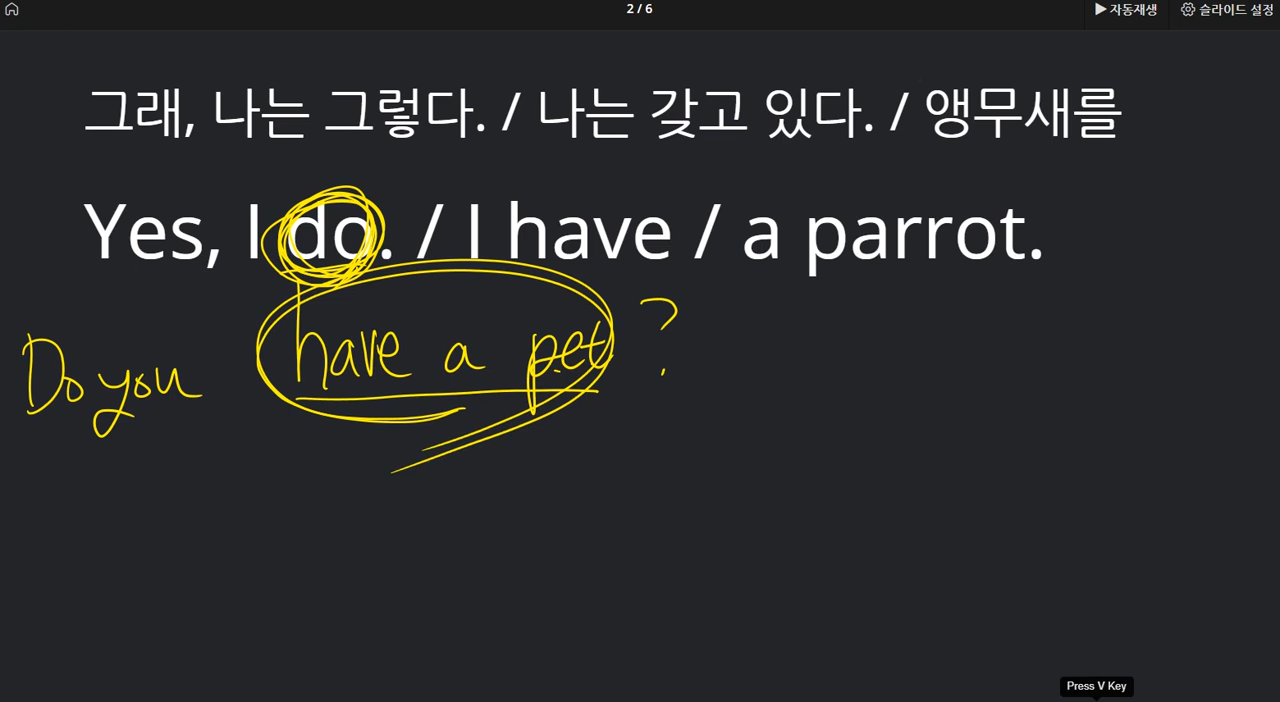 2 / 6
자동재생
슬라이드 설정
그래, 나는 그렇다. / 나는 갖고 있다. / 앵무새를
Yes, I do. / I have / a parrot.
Do you have a pet ?
Press V Key